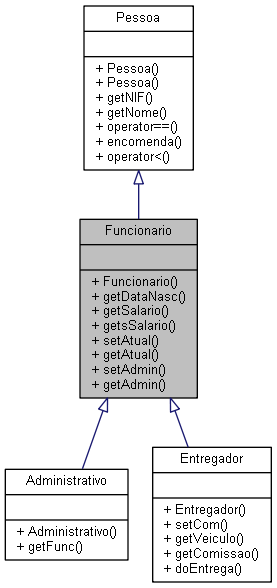 Pessoa
+ Pessoa()
+ Pessoa()
+ getNIF()
+ getNome()
+ operator==()
+ encomenda()
+ operator<()
Funcionario
+ Funcionario()
+ getDataNasc()
+ getSalario()
+ getsSalario()
+ setAtual()
+ getAtual()
+ setAdmin()
+ getAdmin()
Administrativo
+ Administrativo()
+ getFunc()
Entregador
+ Entregador()
+ setCom()
+ getVeiculo()
+ getComissao()
+ doEntrega()